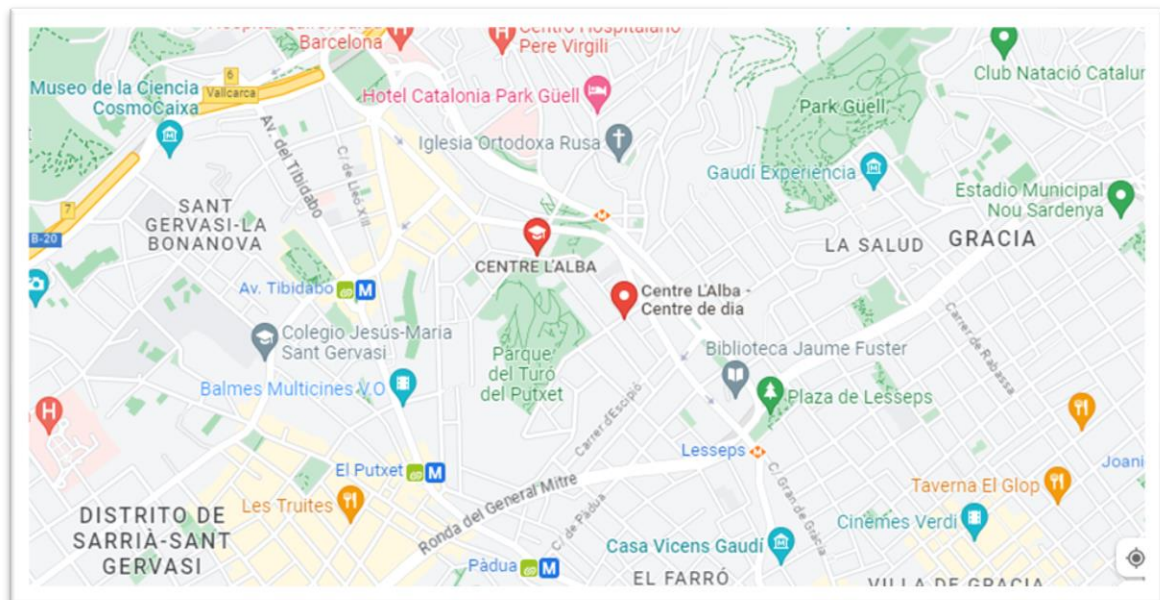 Barcelona
Centro Hospitalario
Pere Virgili
6
Vallcarca
Museo de la Ciencia
CosmoCaixa
Hotel Catalonia Park Güell
Park Güell
Club Natació Catalur
Iglesia Ortodoxa Rusa
Av. del Tibidabo
C/ de Lleó XIII
Gaudí Experiència
Estadio Municipal
Nou Sardenya
7
B-20
SANT
GERVASI-LA
BONANOVA
LA SALUD
GRACIA
CENTRE L'ALBA
Av. Tibidabo
M
Centre L'Alba -
Centre de dia
Colegio Jesús-Maria
Sant Gervasi
Parque
del Turó
del Putxet
Biblioteca Jaume Fuster
Carrer de Rabassa
Balmes Multicines V.O
Plaza de Lesseps
H
Carrer d'Escipió
Lesseps
El Putxet
M
Joani
Les Truites
Ronda del General Mitre
C/ Gran de Gràcia
Taverna El Glop
DISTRITO DE
SARRIÀ-SANT
GERVASI
C. de Pàdua
Cinemes Verdi
Casa Vicens Gaudí
Pàdua
M
EL FARRÓ
VILLA DE GRACIA